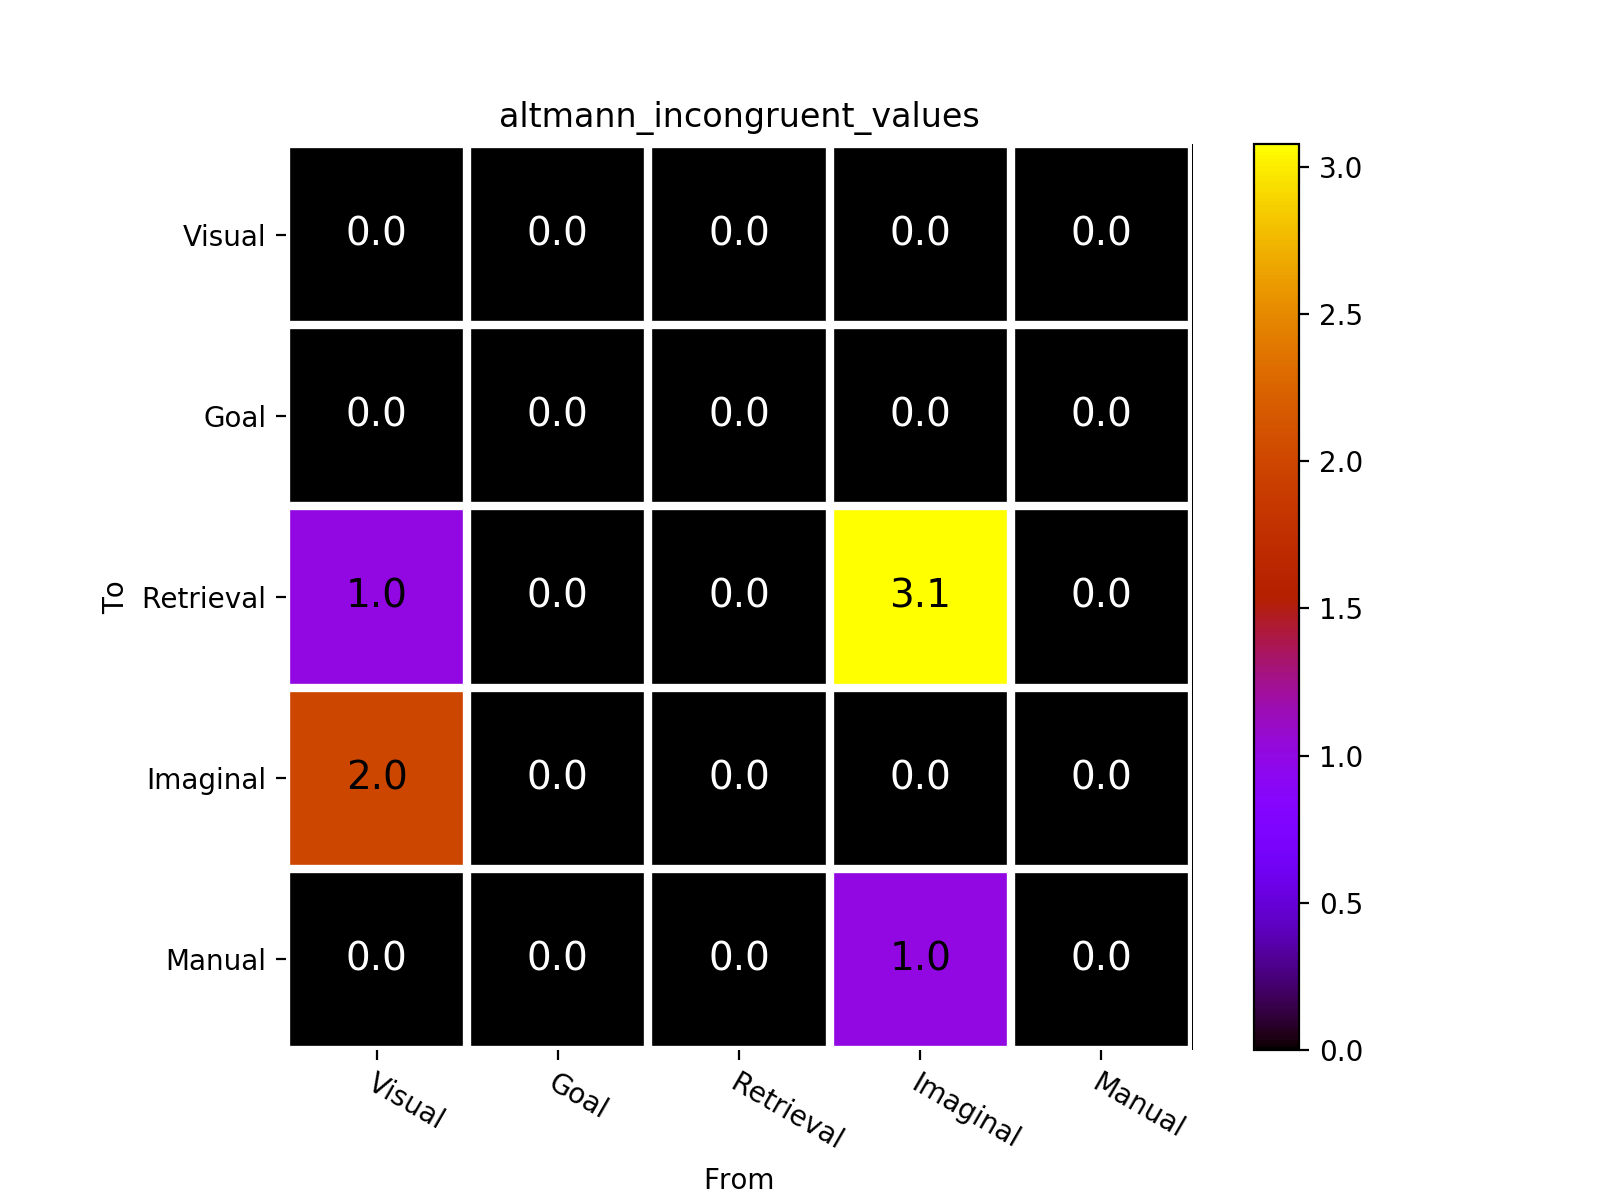 altmann_incongruent_values
Visual 0.0 0.0 0.0 0.0 0.0
Goal 0.0 0.0 0.0 0.0 0.0
Retrieval 1.0 0.0 0.0 3.1 0.0
Imaginal 2.0 0.0 0.0 0.0 0.0
Manual 0.0 0.0 0.0 1.0 0.0
To
Visual Goal Retrieval Imaginal Manual
From
3.0
2.5
2.0
1.5
1.0
0.5
0.0